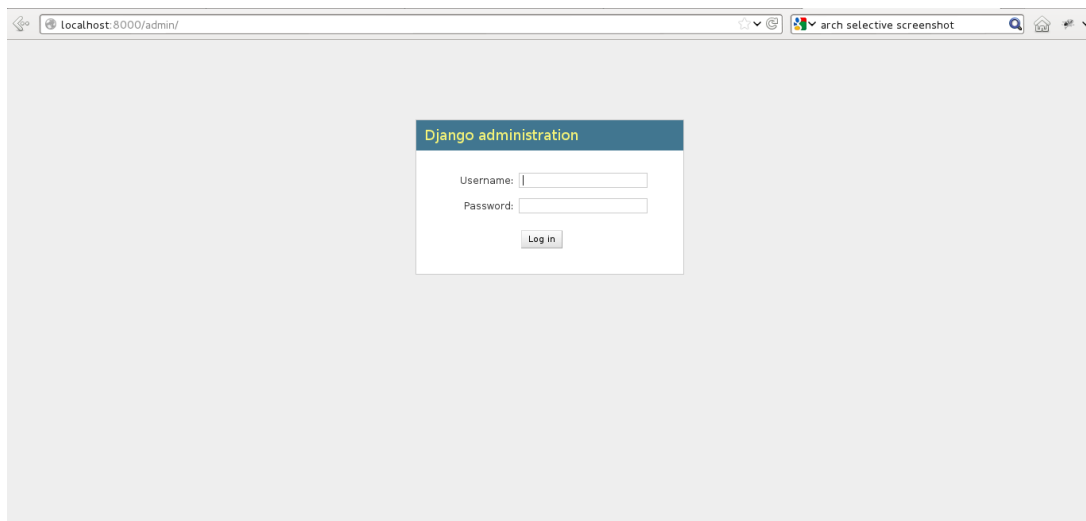 localhost:8000/admin/
arch selective screenshot
Django administration
Username:
Password:
Log in